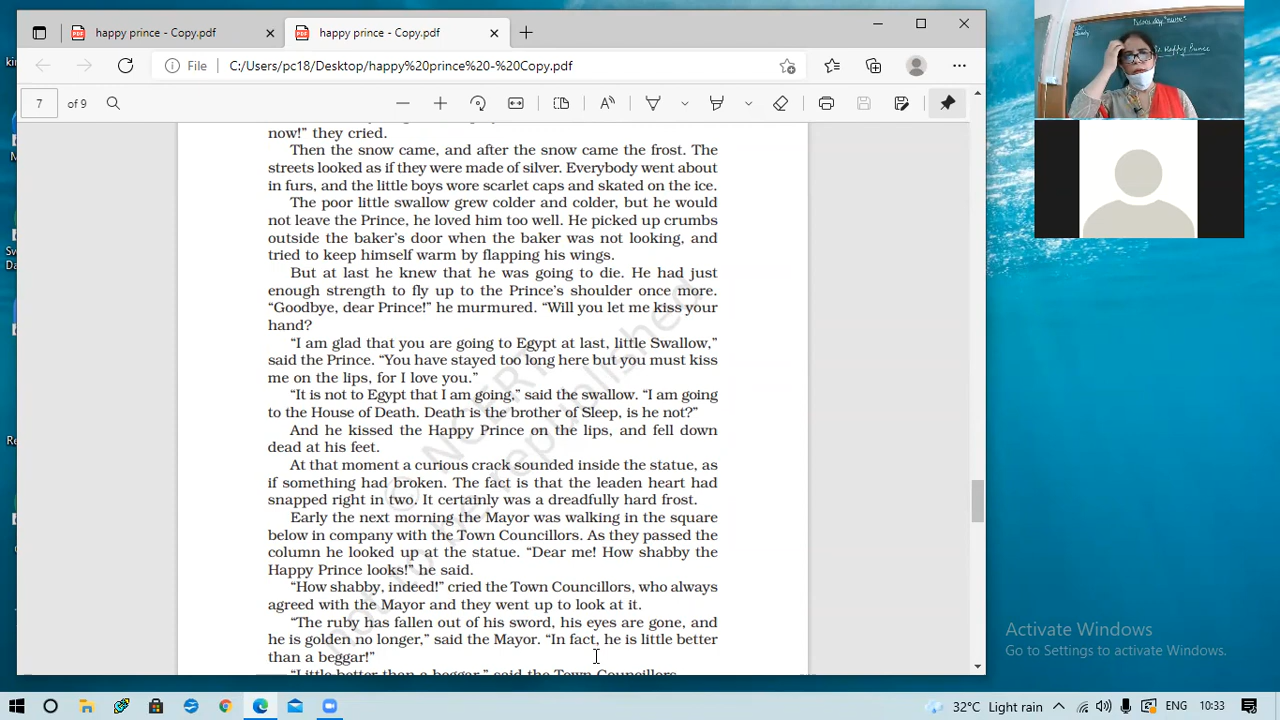 happy prince - Copy.pdf
happy prince - Copy.pdf
File
C:/Users/pc18/Desktop/happy%20prince%20-%20Copy.pdf
7
of 9
now!” they cried.
Then the snow came, and after the snow came the frost. The
streets looked as if they were made of silver. Everybody went about
in furs, and the little boys wore scarlet caps and skated on the ice.
The poor little swallow grew colder and colder, but he would
not leave the Prince, he loved him too well. He picked up crumbs
outside the baker’s door when the baker was not looking, and
tried to keep himself warm by flapping his wings.
But at last he knew that he was going to die. He had just
enough strength to fly up to the Prince’s shoulder once more.
“Goodbye, dear Prince!” he murmured. “Will you let me kiss your
hand?
“I am glad that you are going to Egypt at last, little Swallow,”
said the Prince. “You have stayed too long here but you must kiss
me on the lips, for I love you.”
“It is not to Egypt that I am going,” said the swallow. “I am going
to the House of Death. Death is the brother of Sleep, is he not?”
And he kissed the Happy Prince on the lips, and fell down
dead at his feet.
At that moment a curious crack sounded inside the statue, as
if something had broken. The fact is that the leaden heart had
snapped right in two. It certainly was a dreadfully hard frost.
Early the next morning the Mayor was walking in the square
below in company with the Town Councillors. As they passed the
column he looked up at the statue. “Dear me! How shabby the
Happy Prince looks!” he said.
“How shabby, indeed!” cried the Town Councillors, who always
agreed with the Mayor and they went up to look at it.
“The ruby has fallen out of his sword, his eyes are gone, and
he is golden no longer,” said the Mayor. “In fact, he is little better
than a beggar!”
“Little better than a beggar,” said the Town Councillors.
© NCERT
not to be republished
Happy Prince
Activate Windows
Go to Settings to activate Windows.
32°C Light rain
ENG
10:33